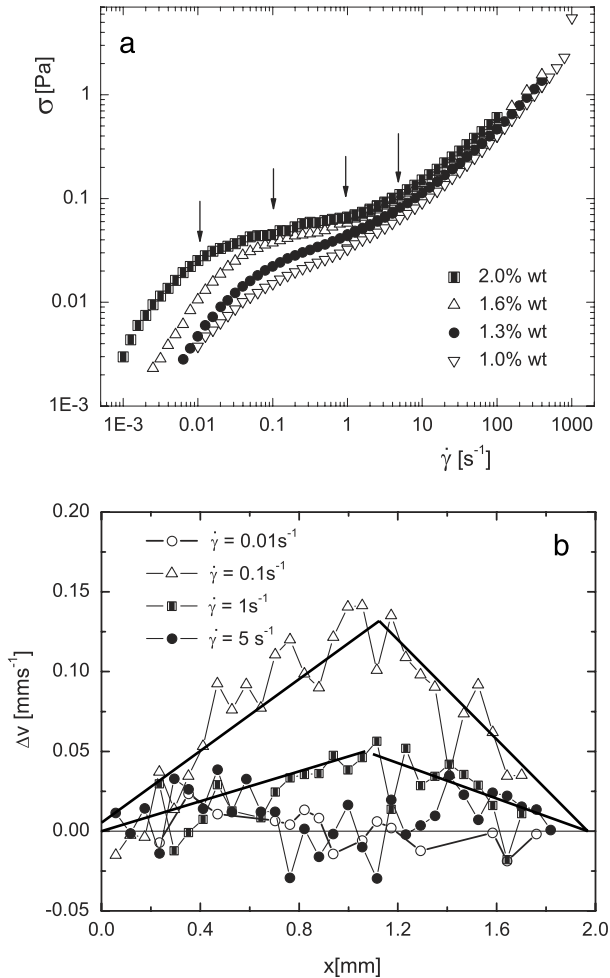 a
σ [Pa]
1
0.1
0.01
1E-3
2.0% wt
1.6% wt
1.3% wt
1.0% wt
1E-3 0.01 0.1 1 10 100 1000
γ̇ [s⁻¹]
b
0.20
0.15
0.10
0.05
0.00
-0.05
Δv [mms⁻¹]
γ̇ = 0.01s⁻¹
γ̇ = 0.1s⁻¹
γ̇ = 1s⁻¹
γ̇ = 5 s⁻¹
0.0 0.4 0.8 1.2 1.6 2.0
x[mm]